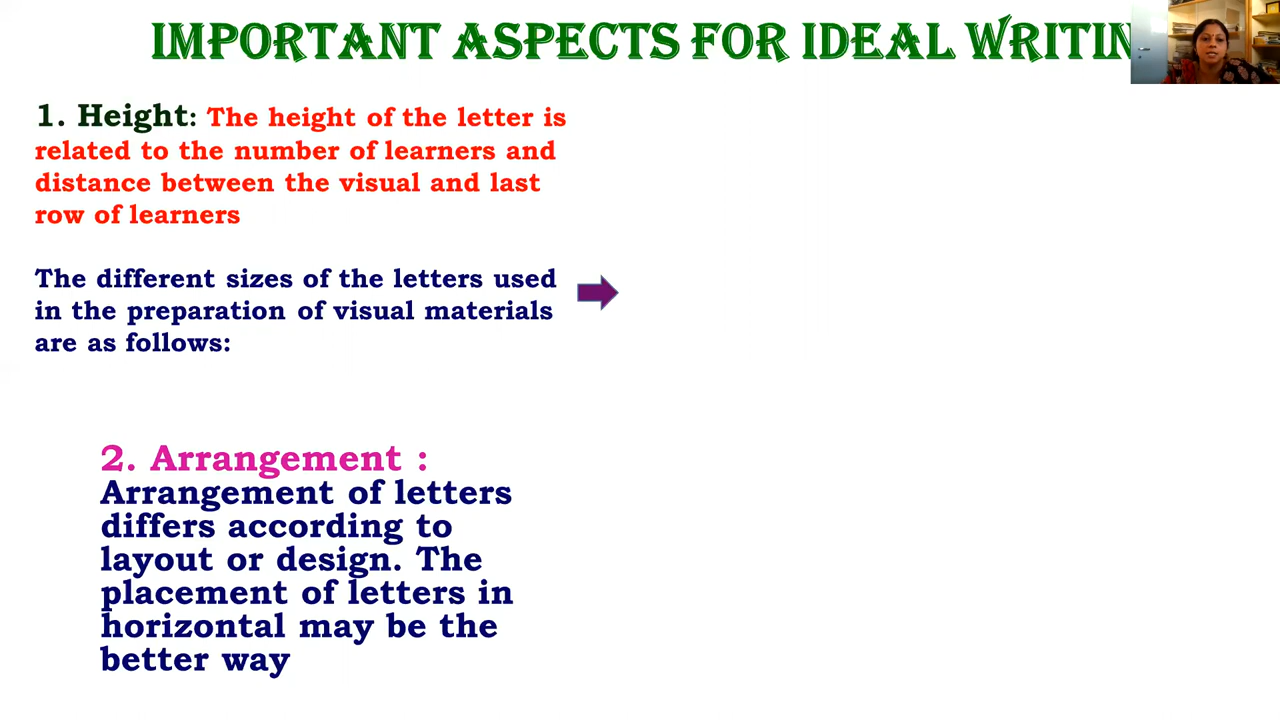 IMPORTANT ASPECTS FOR IDEAL WRITIN
1. Height: The height of the letter is
related to the number of learners and
distance between the visual and last
row of learners
The different sizes of the letters used
in the preparation of visual materials
are as follows:
2. Arrangement :
Arrangement of letters
differs according to
layout or design. The
placement of letters in
horizontal may be the
better way